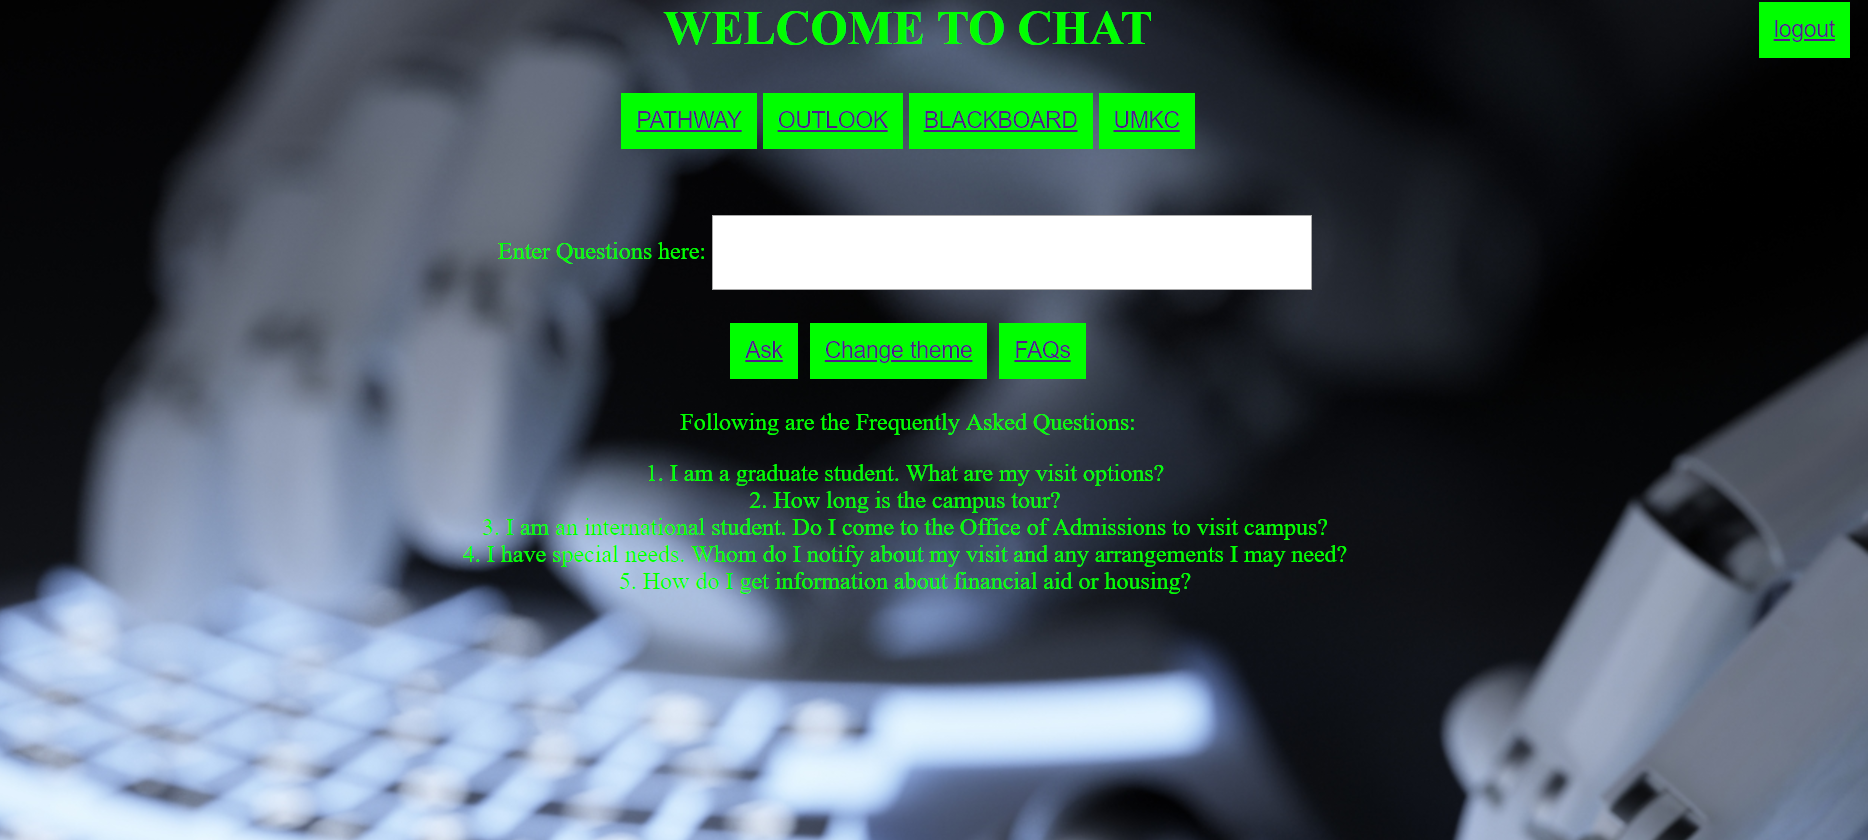 WELCOME TO CHAT
logout
PATHWAY OUTLOOK BLACKBOARD UMKC
Enter Questions here:
Ask Change theme FAQs
Following are the Frequently Asked Questions:
1. I am a graduate student. What are my visit options?
2. How long is the campus tour?
3. I am an international student. Do I come to the Office of Admissions to visit campus?
4. I have special needs. Whom do I notify about my visit and any arrangements I may need?
5. How do I get information about financial aid or housing?